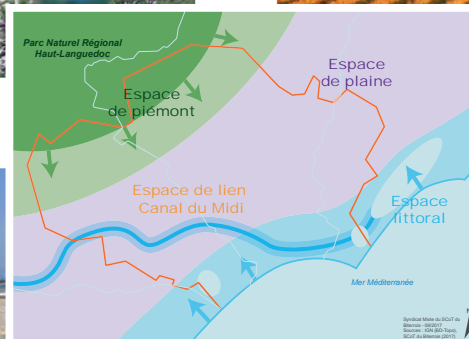 Parc Naturel Régional
Haut-Languedoc
Espace
de piémont
Espace
de plaine
Espace de lien
Canal du Midi
Espace
littoral
Mer Méditerranée
Syndicat Mixte du SCoT du
Biterrois - 08/2017
Sources : IGN (BD-Topo),
SCoT du Biterrois (2017)
N